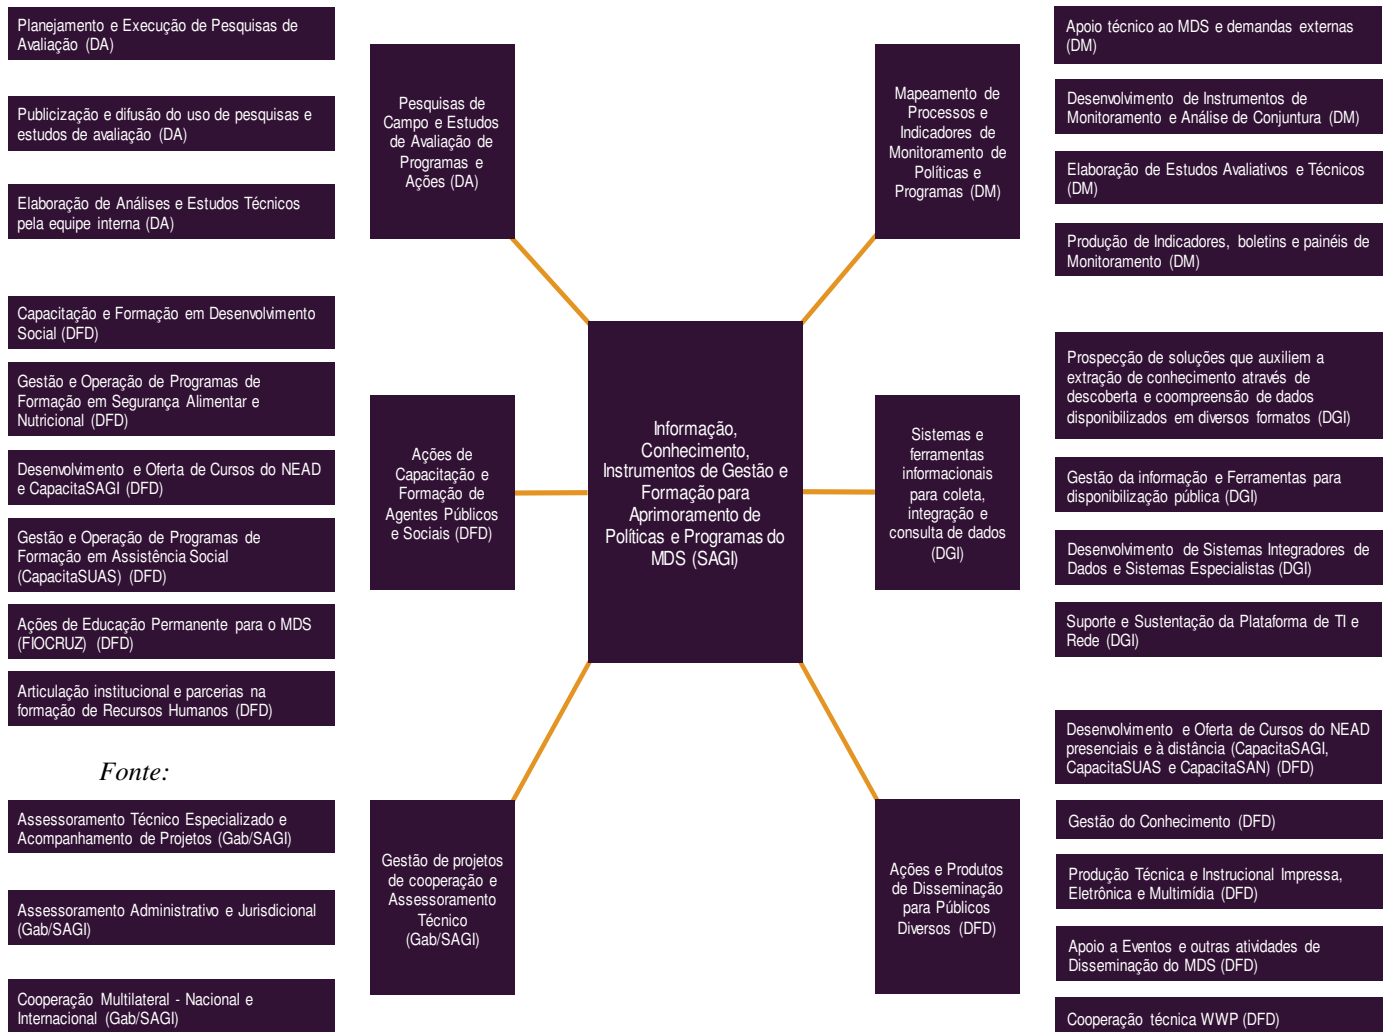 Planejamento e Execução de Pesquisas de
Avaliação (DA)
Publicização e difusão do uso de pesquisas e
estudos de avaliação (DA)
Elaboração de Análises e Estudos Técnicos
pela equipe interna (DA)
Pesquisas de
Campo e Estudos
de Avaliação de
Programas e
Ações (DA)
Mapeamento de
Processos e
Indicadores de
Monitoramento de
Políticas e
Programas (DM)
Apoio técnico ao MDS e demandas externas
(DM)
Desenvolvimento de Instrumentos de
Monitoramento e Análise de Conjuntura (DM)
Elaboração de Estudos Avaliativos e Técnicos
(DM)
Produção de Indicadores, boletins e painéis de
Monitoramento (DM)
Capacitação e Formação em Desenvolvimento
Social (DFD)
Gestão e Operação de Programas de
Formação em Segurança Alimentar e
Nutricional (DFD)
Desenvolvimento e Oferta de Cursos do NEAD
e CapacitaSAGI (DFD)
Gestão e Operação de Programas de
Formação em Assistência Social
(CapacitaSUAS) (DFD)
Ações de Educação Permanente para o MDS
(FIOCRUZ) (DFD)
Articulação institucional e parcerias na
formação de Recursos Humanos (DFD)
Ações de
Capacitação e
Formação de
Agentes Públicos
e Sociais (DFD)
Informação,
Conhecimento,
Instrumentos de Gestão e
Formação para
Aprimoramento de
Políticas e Programas do
MDS (SAGI)
Sistemas e
ferramentas
informacionais
para coleta,
integração e
consulta de dados
(DGI)
Prospecção de soluções que auxiliem a
extração de conhecimento através de
descoberta e coompreensão de dados
disponibilizados em diversos formatos (DGI)
Gestão da informação e Ferramentas para
disponibilização pública (DGI)
Desenvolvimento de Sistemas Integradores de
Dados e Sistemas Especialistas (DGI)
Suporte e Sustentação da Plataforma de TI e
Rede (DGI)
Fonte:
Assessoramento Técnico Especializado e
Acompanhamento de Projetos (Gab/SAGI)
Assessoramento Administrativo e Jurisdicional
(Gab/SAGI)
Cooperação Multilateral - Nacional e
Internacional (Gab/SAGI)
Gestão de projetos
de cooperação e
Assessoramento
Técnico
(Gab/SAGI)
Ações e Produtos
de Disseminação
para Públicos
Diversos (DFD)
Desenvolvimento e Oferta de Cursos do NEAD
presenciais e à distância (CapacitaSAGI,
CapacitaSUAS e CapacitaSAN) (DFD)
Gestão do Conhecimento (DFD)
Produção Técnica e Instrucional Impressa,
Eletrônica e Multimídia (DFD)
Apoio a Eventos e outras atividades de
Disseminação do MDS (DFD)
Cooperação técnica WWP (DFD)